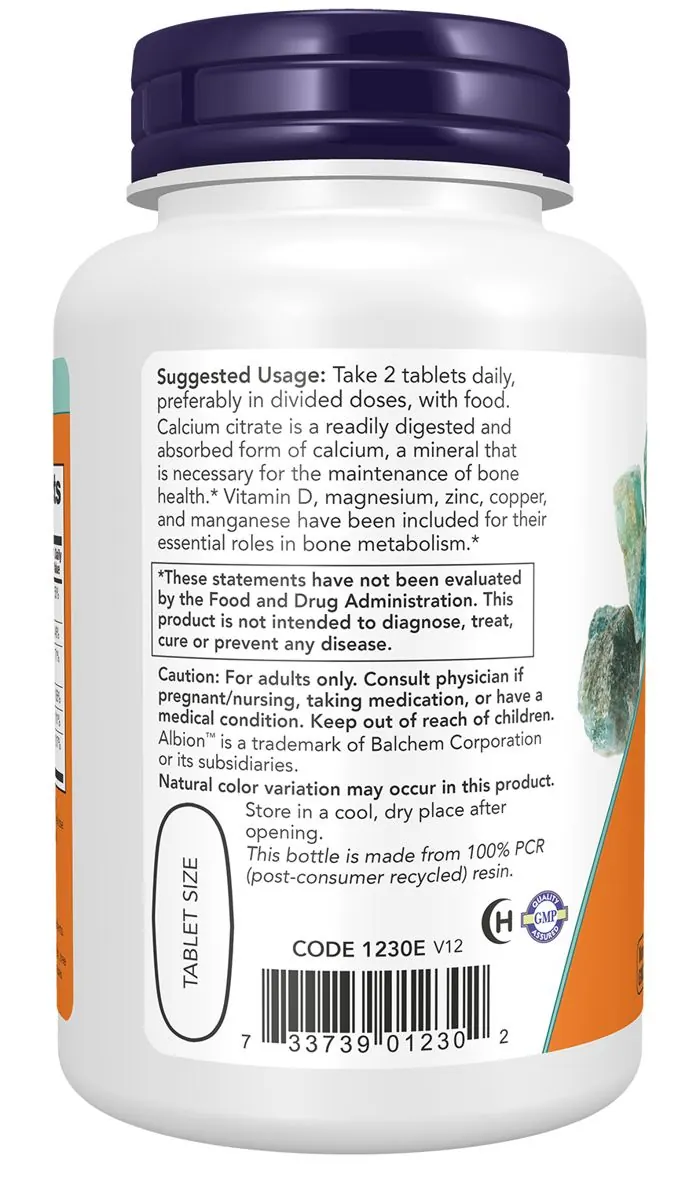 Suggested Usage: Take 2 tablets daily,
preferably in divided doses, with food.
Calcium citrate is a readily digested and
absorbed form of calcium, a mineral that
is necessary for the maintenance of bone
health.* Vitamin D, magnesium, zinc, copper,
and manganese have been included for their
essential roles in bone metabolism.*
*These statements have not been evaluated
by the Food and Drug Administration. This
product is not intended to diagnose, treat,
cure or prevent any disease.
Caution: For adults only. Consult physician if
pregnant/nursing, taking medication, or have a
medical condition. Keep out of reach of children.
Albion™ is a trademark of Balchem Corporation
or its subsidiaries.
Natural color variation may occur in this product.
Store in a cool, dry place after
opening.
This bottle is made from 100% PCR
(post-consumer recycled) resin.
TABLET SIZE
H
QUALITY
GMP
ASSURED
CODE 1230E V12
7 33739 01230 2